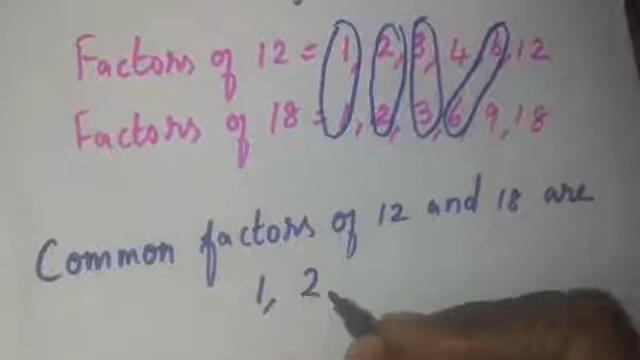 Factors of 12 = 1, 2, 3, 4 6, 12
Factors of 18 = 1, 2, 3, 6, 9, 18
Common factors of 12 and 18 are
1, 2